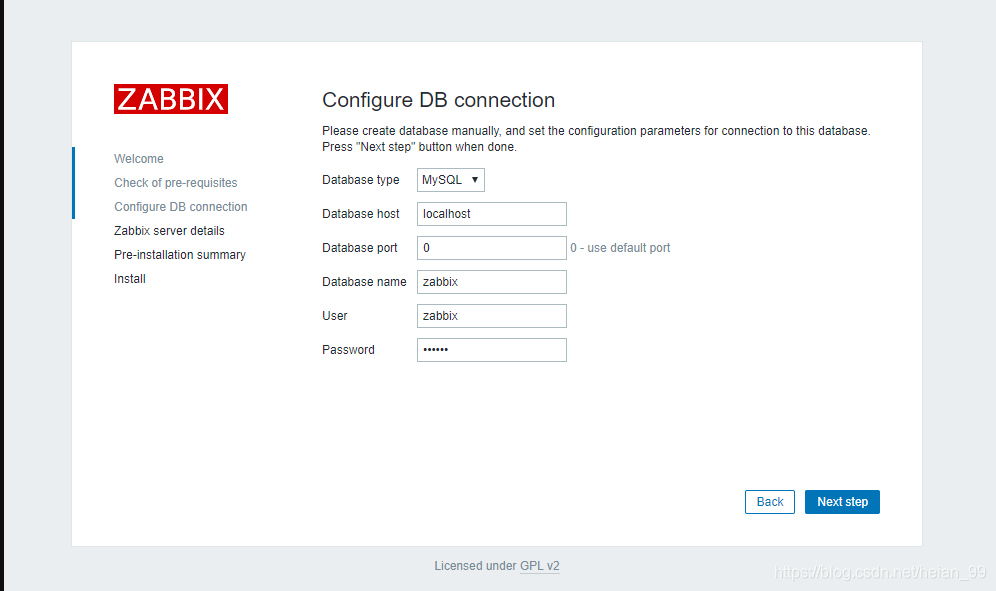 ZABBIX
Welcome
Check of pre-requisites
Configure DB connection
Zabbix server details
Pre-installation summary
Install
Configure DB connection
Please create database manually, and set the configuration parameters for connection to this database.
Press "Next step" button when done.
Database type MySQL ▼
Database host localhost
Database port 0 0 - use default port
Database name zabbix
User zabbix
Password ••••••
Back Next step
Licensed under GPL v2
https://blog.csdn.net/heian_99